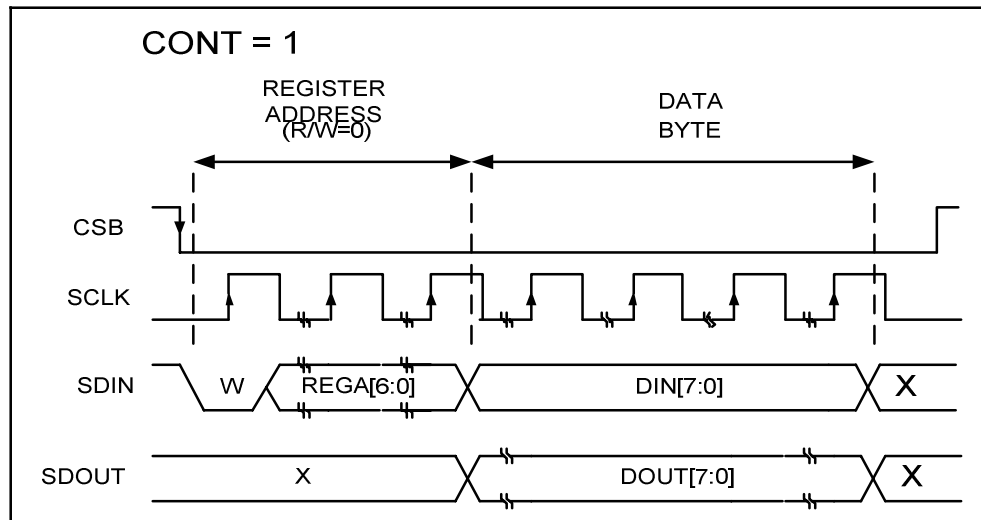 CONT = 1
REGISTER
ADDRESS
(R/W=0)
DATA
BYTE
CSB
SCLK
SDIN
W
REGA[6:0]
DIN[7:0]
X
SDOUT
X
DOUT[7:0]
X